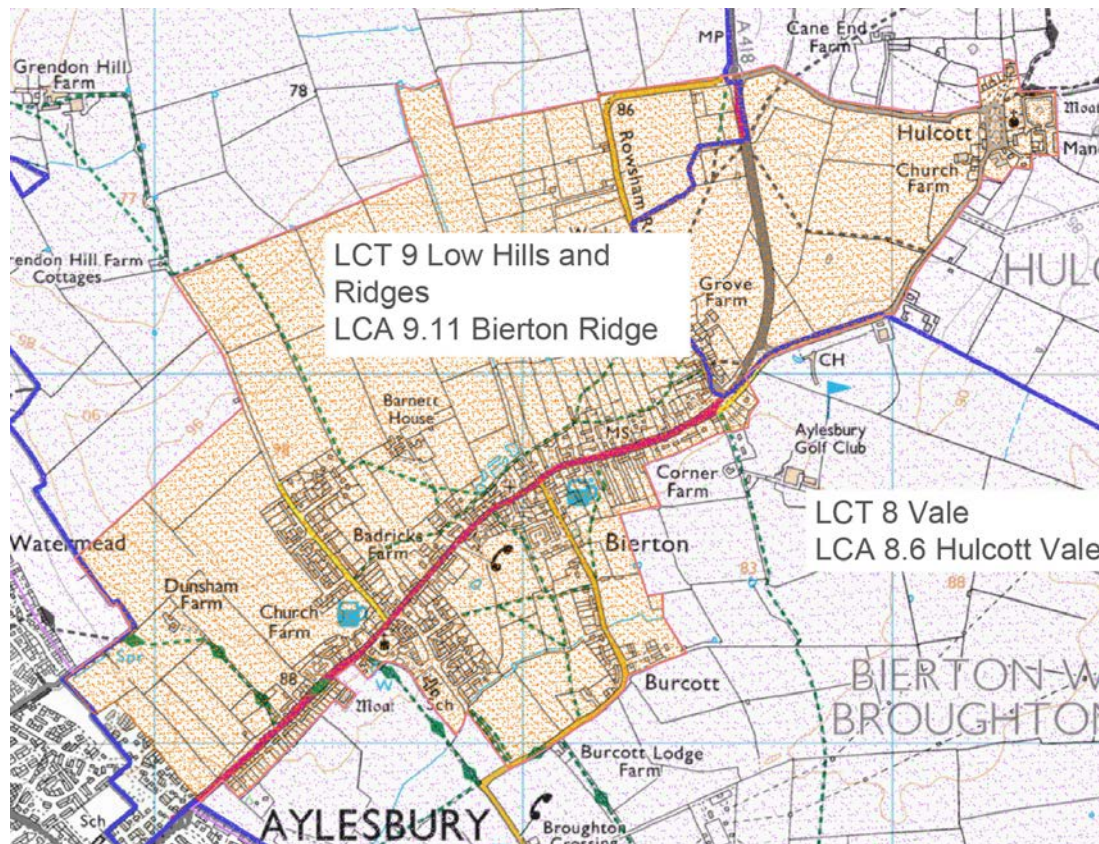 MP
A 418
Cane End
Farm
Grendon Hill
Farm
78
86
Moat
Hulcott
Church
Farm
Rowsham
77
LCT 9 Low Hills and
Ridges
LCA 9.11 Bierton Ridge
Hill Farm
Cottages
Grove
Farm
CH
Barnett
House
MS
Aylesbury
Golf Club
Corner
Farm
LCT 8 Vale
LCA 8.6 Hulcott Vale
Watermead
Badricks
Farm
Bierton
83
88
Dunsham
Farm
Church
Farm
Spr
88
W
Moat
Sch
Burcott
BIERTON W
BROUGHTON
Burcott Lodge
Farm
Sch
AYLESBURY
Broughton
Crossing